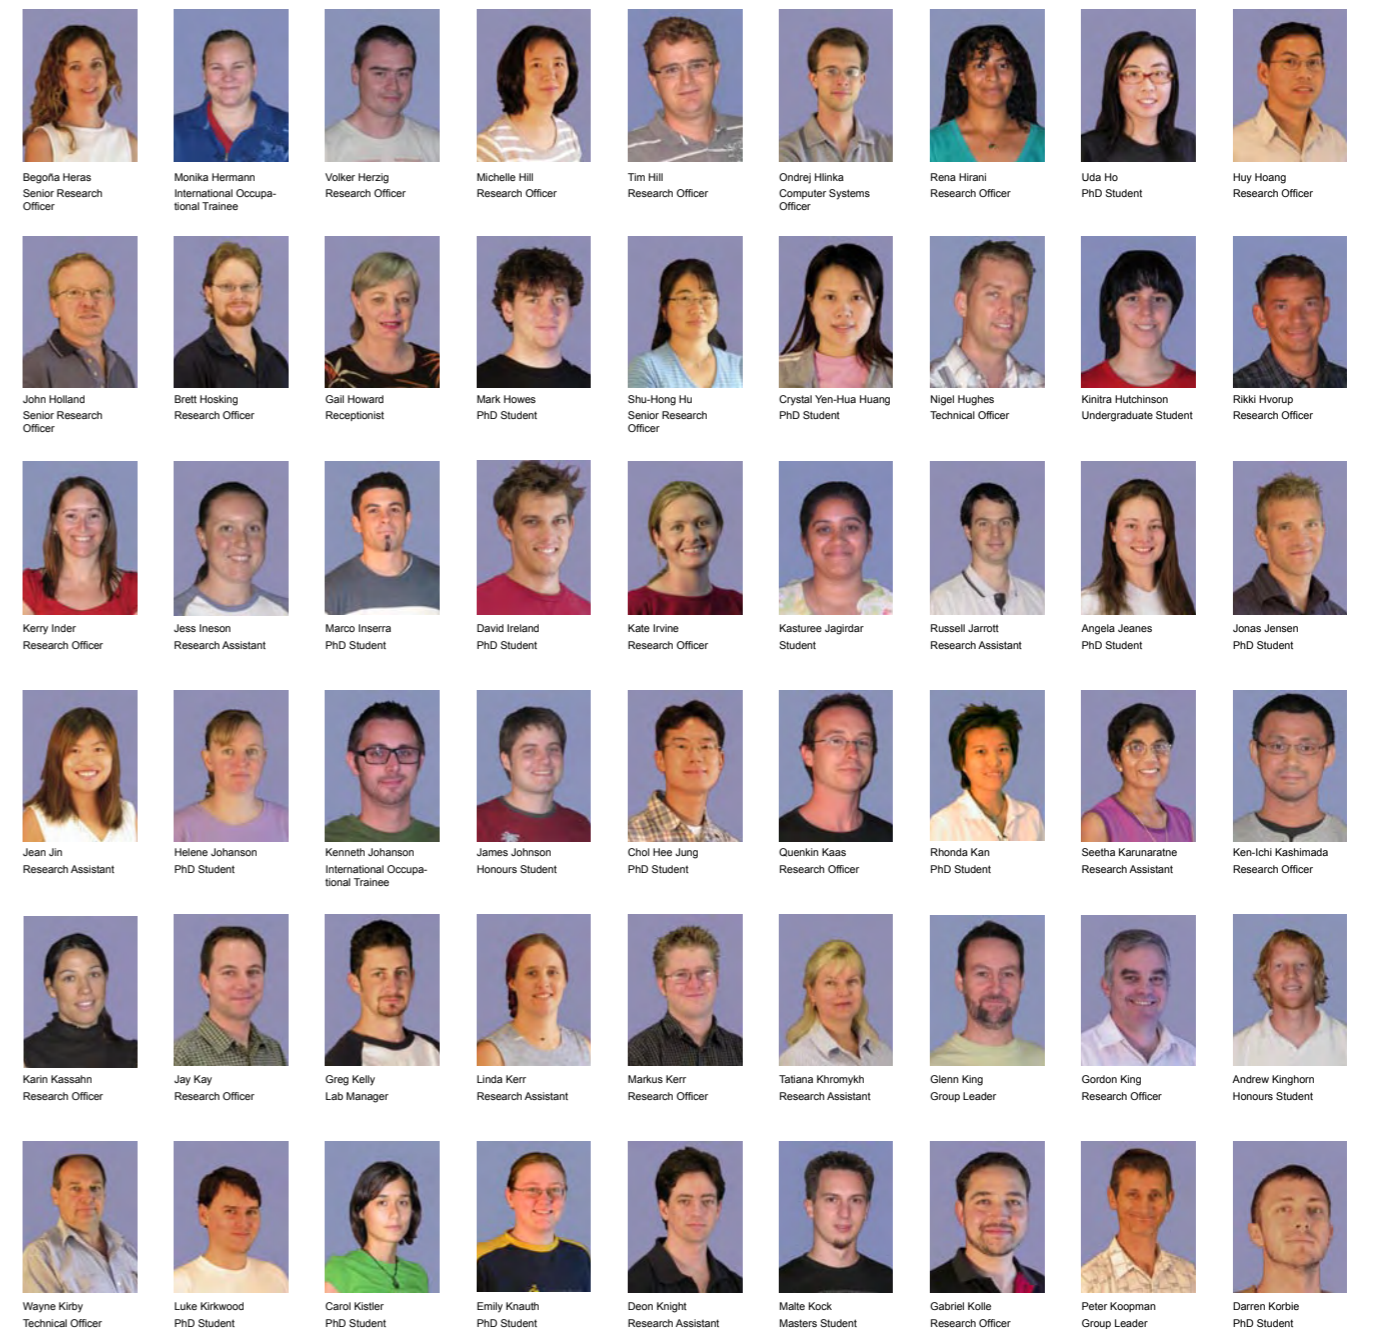 Begoña Heras
Senior Research
Officer
Monika Hermann
International Occupa-
tional Trainee
Volker Herzig
Research Officer
Michelle Hill
Research Officer
Tim Hill
Research Officer
Ondrej Hlinka
Computer Systems
Officer
Rena Hirani
Research Officer
Uda Ho
PhD Student
Huy Hoang
Research Officer
John Holland
Senior Research
Officer
Brett Hosking
Research Officer
Gail Howard
Receptionist
Mark Howes
PhD Student
Shu-Hong Hu
Senior Research
Officer
Crystal Yen-Hua Huang
PhD Student
Nigel Hughes
Technical Officer
Kinitra Hutchinson
Undergraduate Student
Rikki Hvorup
Research Officer
Kerry Inder
Research Officer
Jess Ineson
Research Assistant
Marco Inserra
PhD Student
David Ireland
PhD Student
Kate Irvine
Research Officer
Kasturee Jagirdar
Student
Russell Jarrott
Research Assistant
Angela Jeanes
PhD Student
Jonas Jensen
PhD Student
Jean Jin
Research Assistant
Helene Johanson
PhD Student
Kenneth Johanson
International Occupa-
tional Trainee
James Johnson
Honours Student
Chol Hee Jung
PhD Student
Quenkin Kaas
Research Officer
Rhonda Kan
PhD Student
Seetha Karunaratne
Research Assistant
Ken-Ichi Kashimada
Research Officer
Karin Kassahn
Research Officer
Jay Kay
Research Officer
Greg Kelly
Lab Manager
Linda Kerr
Research Assistant
Markus Kerr
Research Officer
Tatiana Khromykh
Research Assistant
Glenn King
Group Leader
Gordon King
Research Officer
Andrew Kinghorn
Honours Student
Wayne Kirby
Technical Officer
Luke Kirkwood
PhD Student
Carol Kistler
PhD Student
Emily Knauth
PhD Student
Deon Knight
Research Assistant
Malte Kock
Masters Student
Gabriel Kolle
Research Officer
Peter Koopman
Group Leader
Darren Korbie
PhD Student